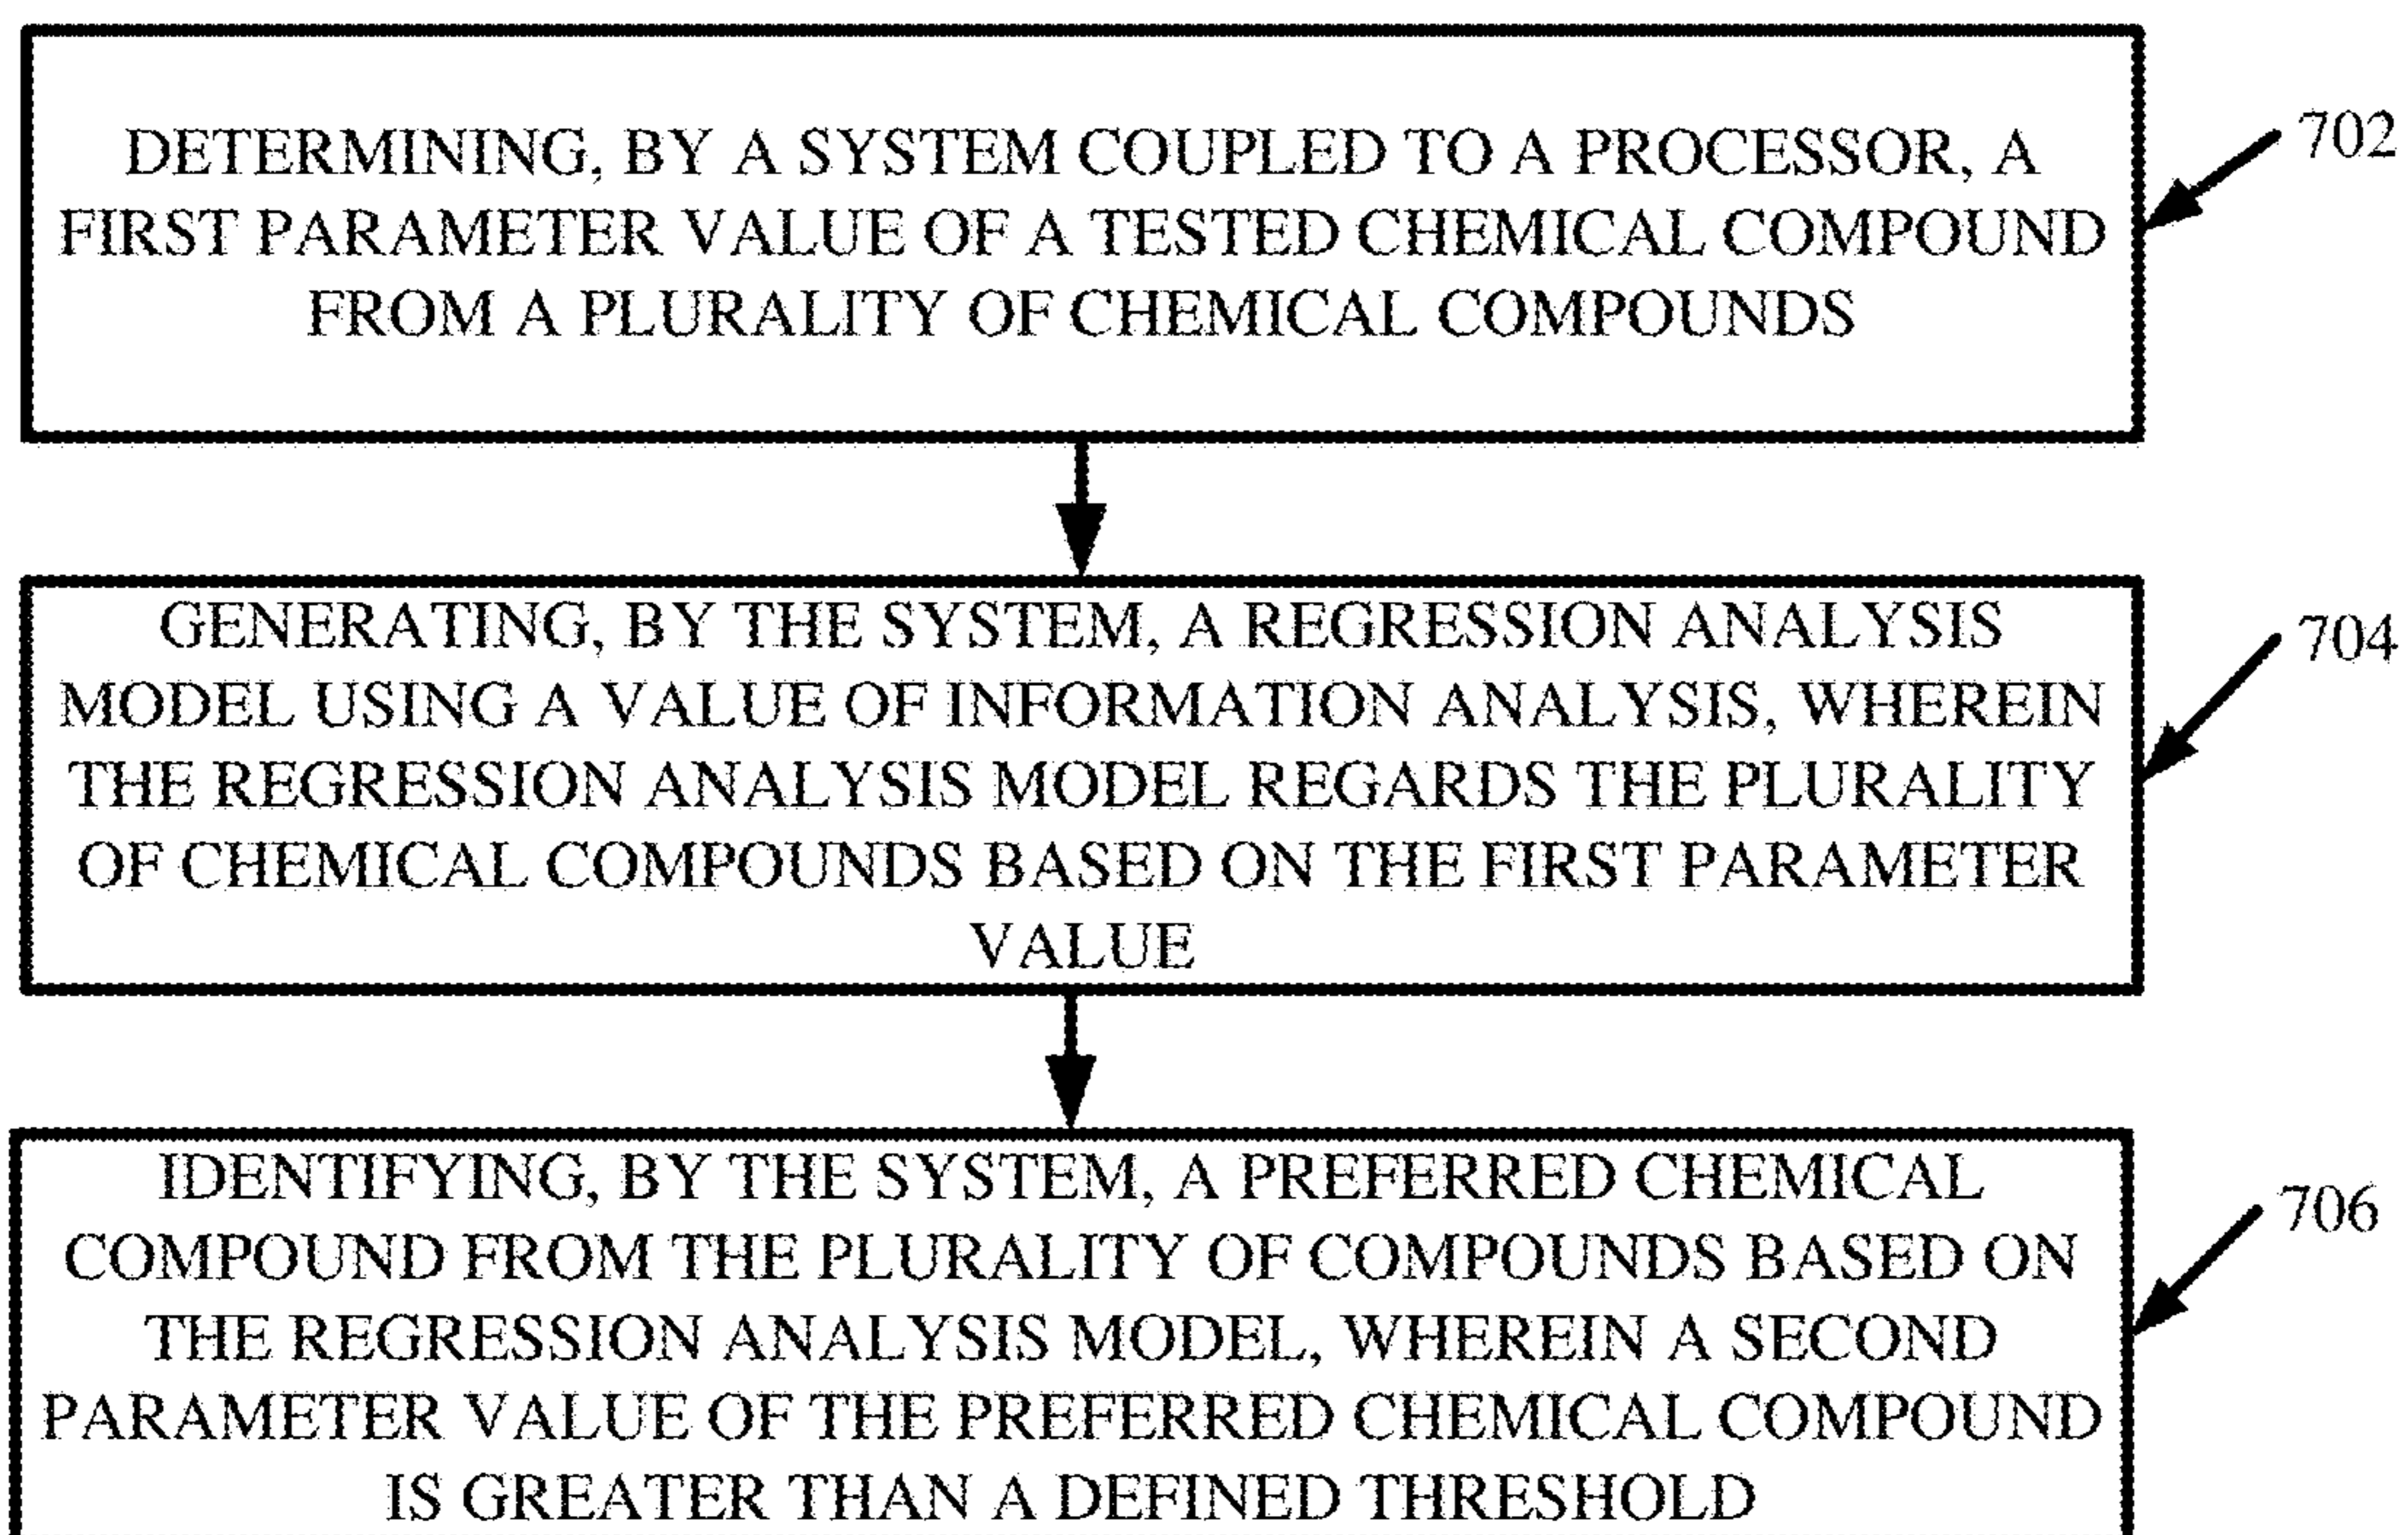 DETERMINING, BY A SYSTEM COUPLED TO A PROCESSOR, A
FIRST PARAMETER VALUE OF A TESTED CHEMICAL COMPOUND
FROM A PLURALITY OF CHEMICAL COMPOUNDS
702
GENERATING, BY THE SYSTEM, A REGRESSION ANALYSIS
MODEL USING A VALUE OF INFORMATION ANALYSIS, WHEREIN
THE REGRESSION ANALYSIS MODEL REGARDS THE PLURALITY
OF CHEMICAL COMPOUNDS BASED ON THE FIRST PARAMETER
VALUE
704
IDENTIFYING, BY THE SYSTEM, A PREFERRED CHEMICAL
COMPOUND FROM THE PLURALITY OF COMPOUNDS BASED ON
THE REGRESSION ANALYSIS MODEL, WHEREIN A SECOND
PARAMETER VALUE OF THE PREFERRED CHEMICAL COMPOUND
IS GREATER THAN A DEFINED THRESHOLD
706